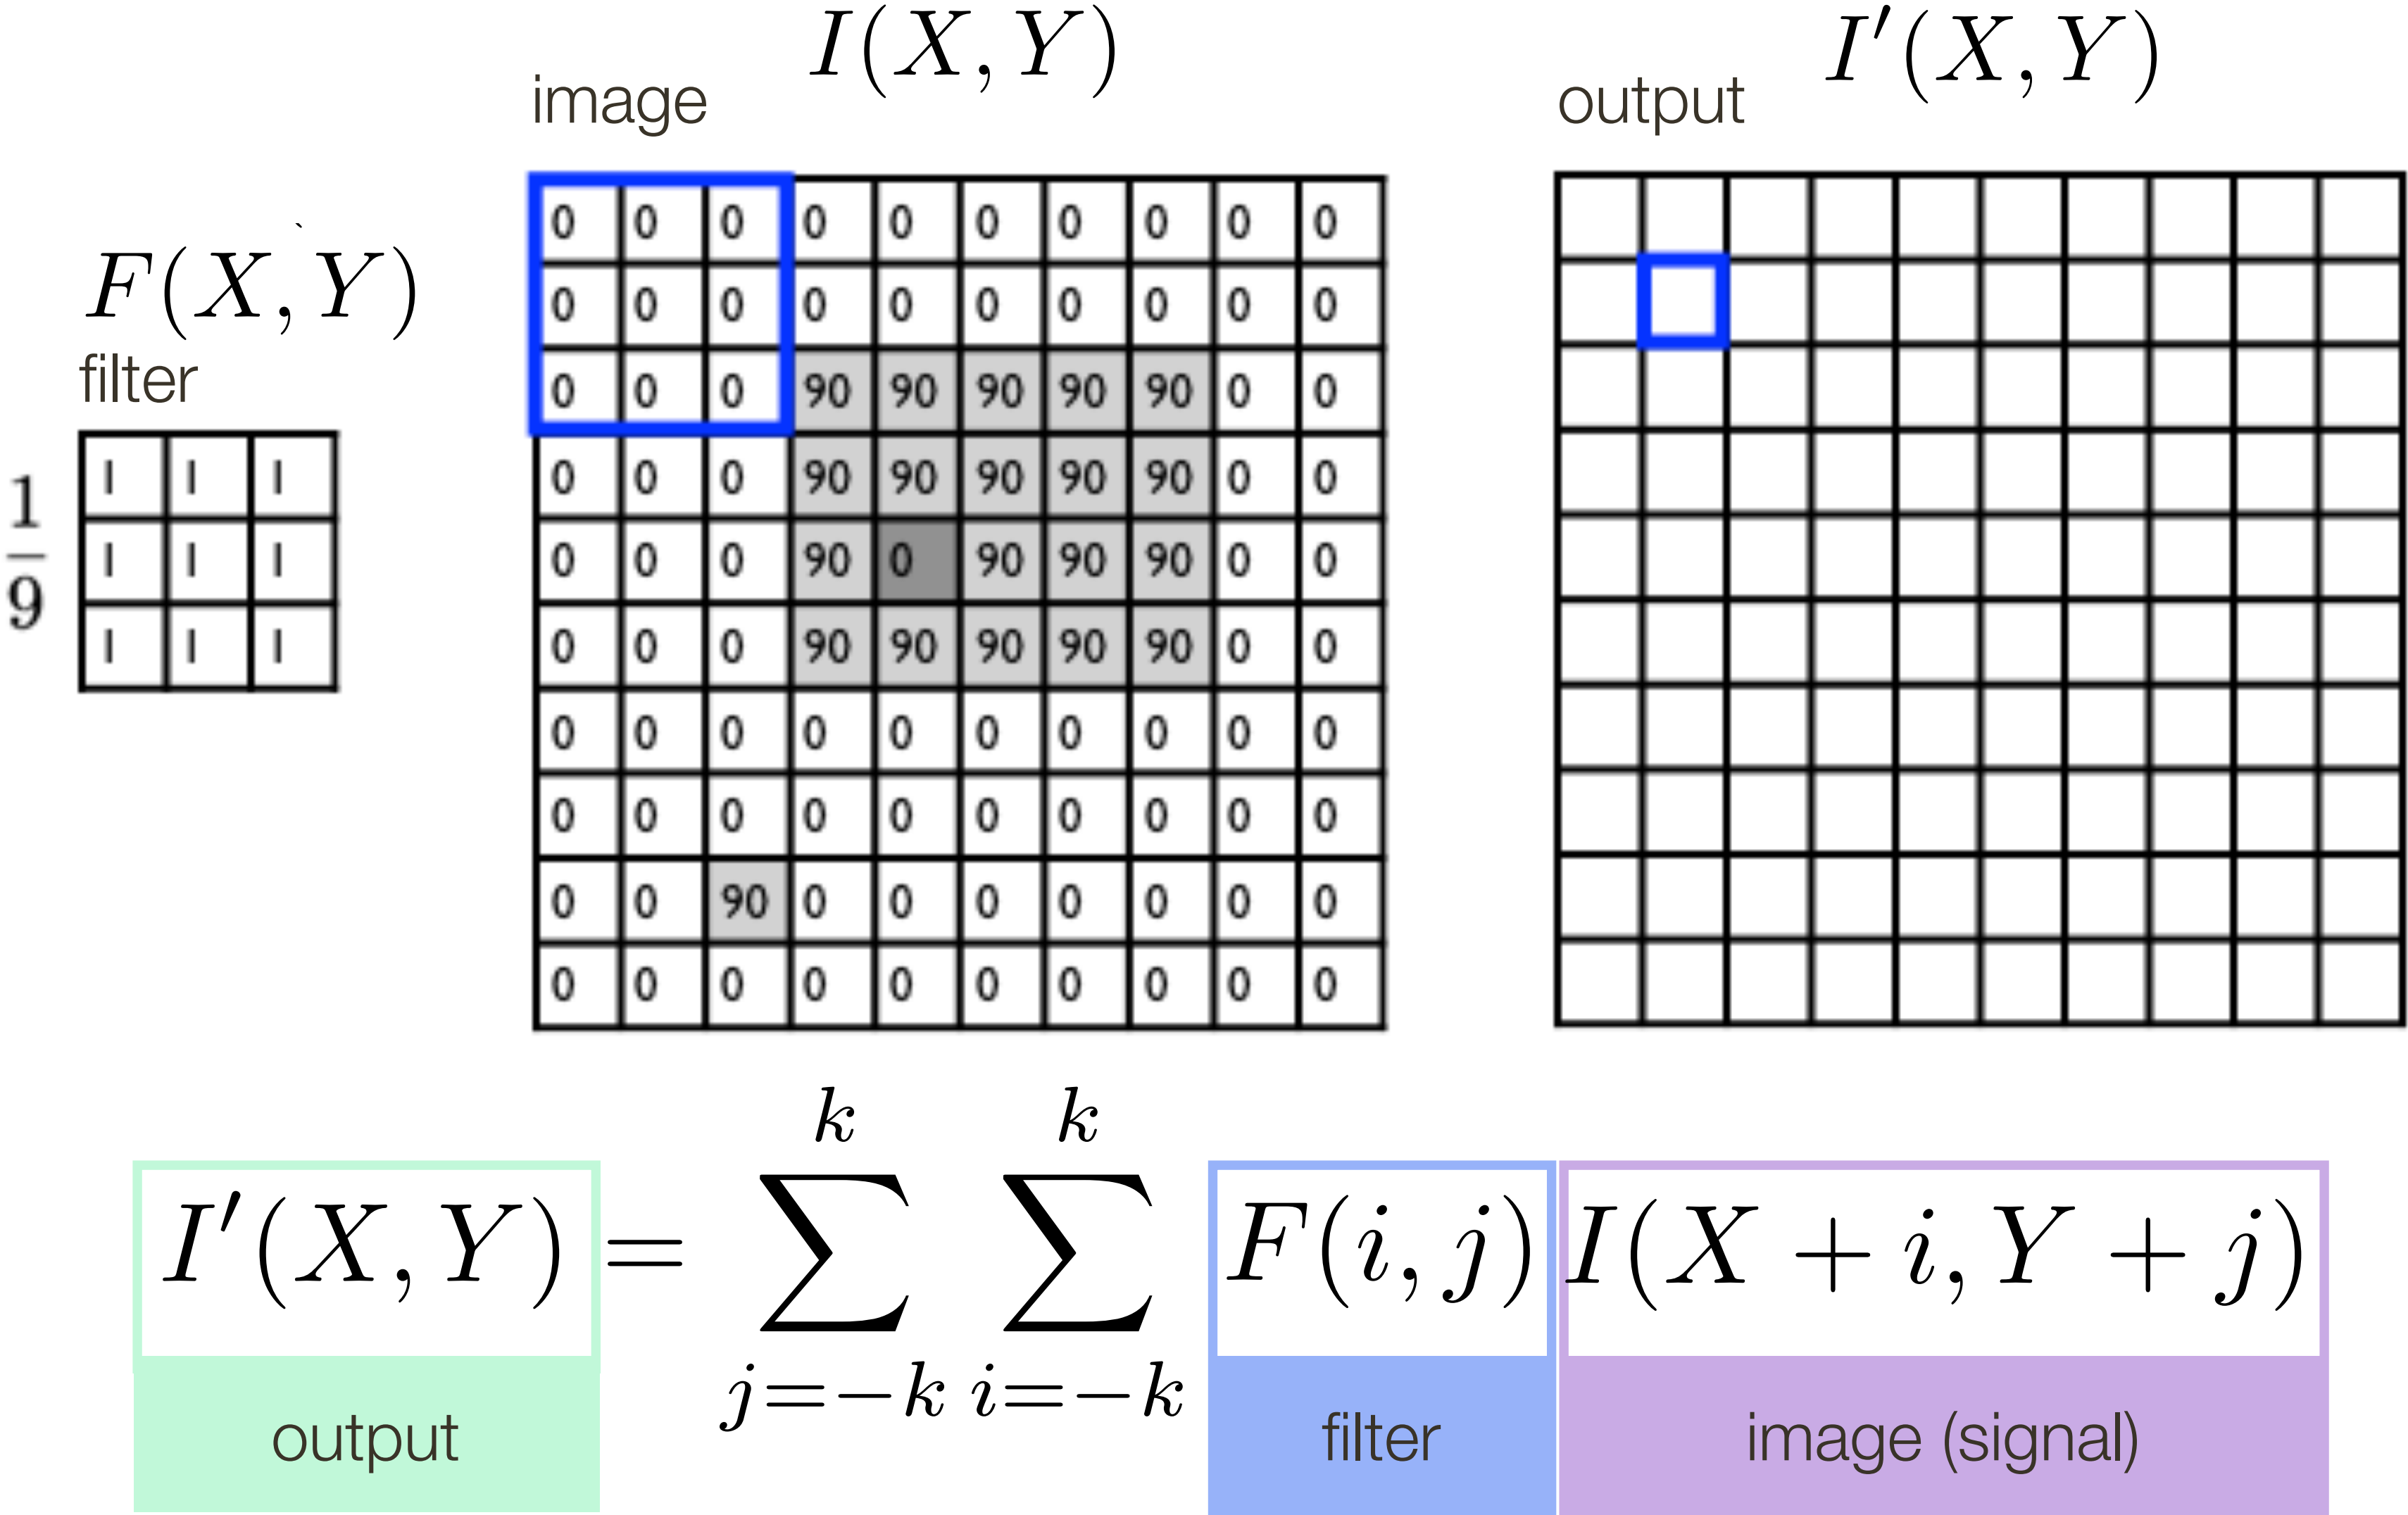 I(X, Y)
image
I′(X, Y)
output
F(X, Y)
filter
1/9
1 1 1
1 1 1
1 1 1
0 0 0 0 0 0 0 0 0 0
0 0 0 0 0 0 0 0 0 0
0 0 0 90 90 90 90 90 0 0
0 0 0 90 90 90 90 90 0 0
0 0 0 90 0 90 90 90 0 0
0 0 0 90 90 90 90 90 0 0
0 0 0 0 0 0 0 0 0 0
0 0 0 0 0 0 0 0 0 0
0 0 90 0 0 0 0 0 0 0
0 0 0 0 0 0 0 0 0 0
k k
I′(X, Y) = ∑ ∑ F(i, j) I(X + i, Y + j)
j=−k i=−k
output filter image (signal)